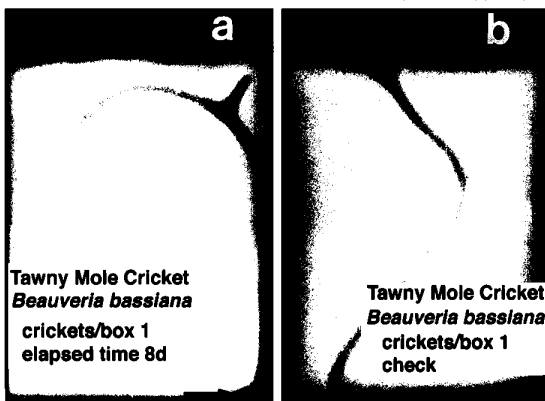 a
Tawny Mole Cricket
Beauveria bassiana
crickets/box 1
elapsed time 8d
b
Tawny Mole Cricket
Beauveria bassiana
crickets/box 1
check